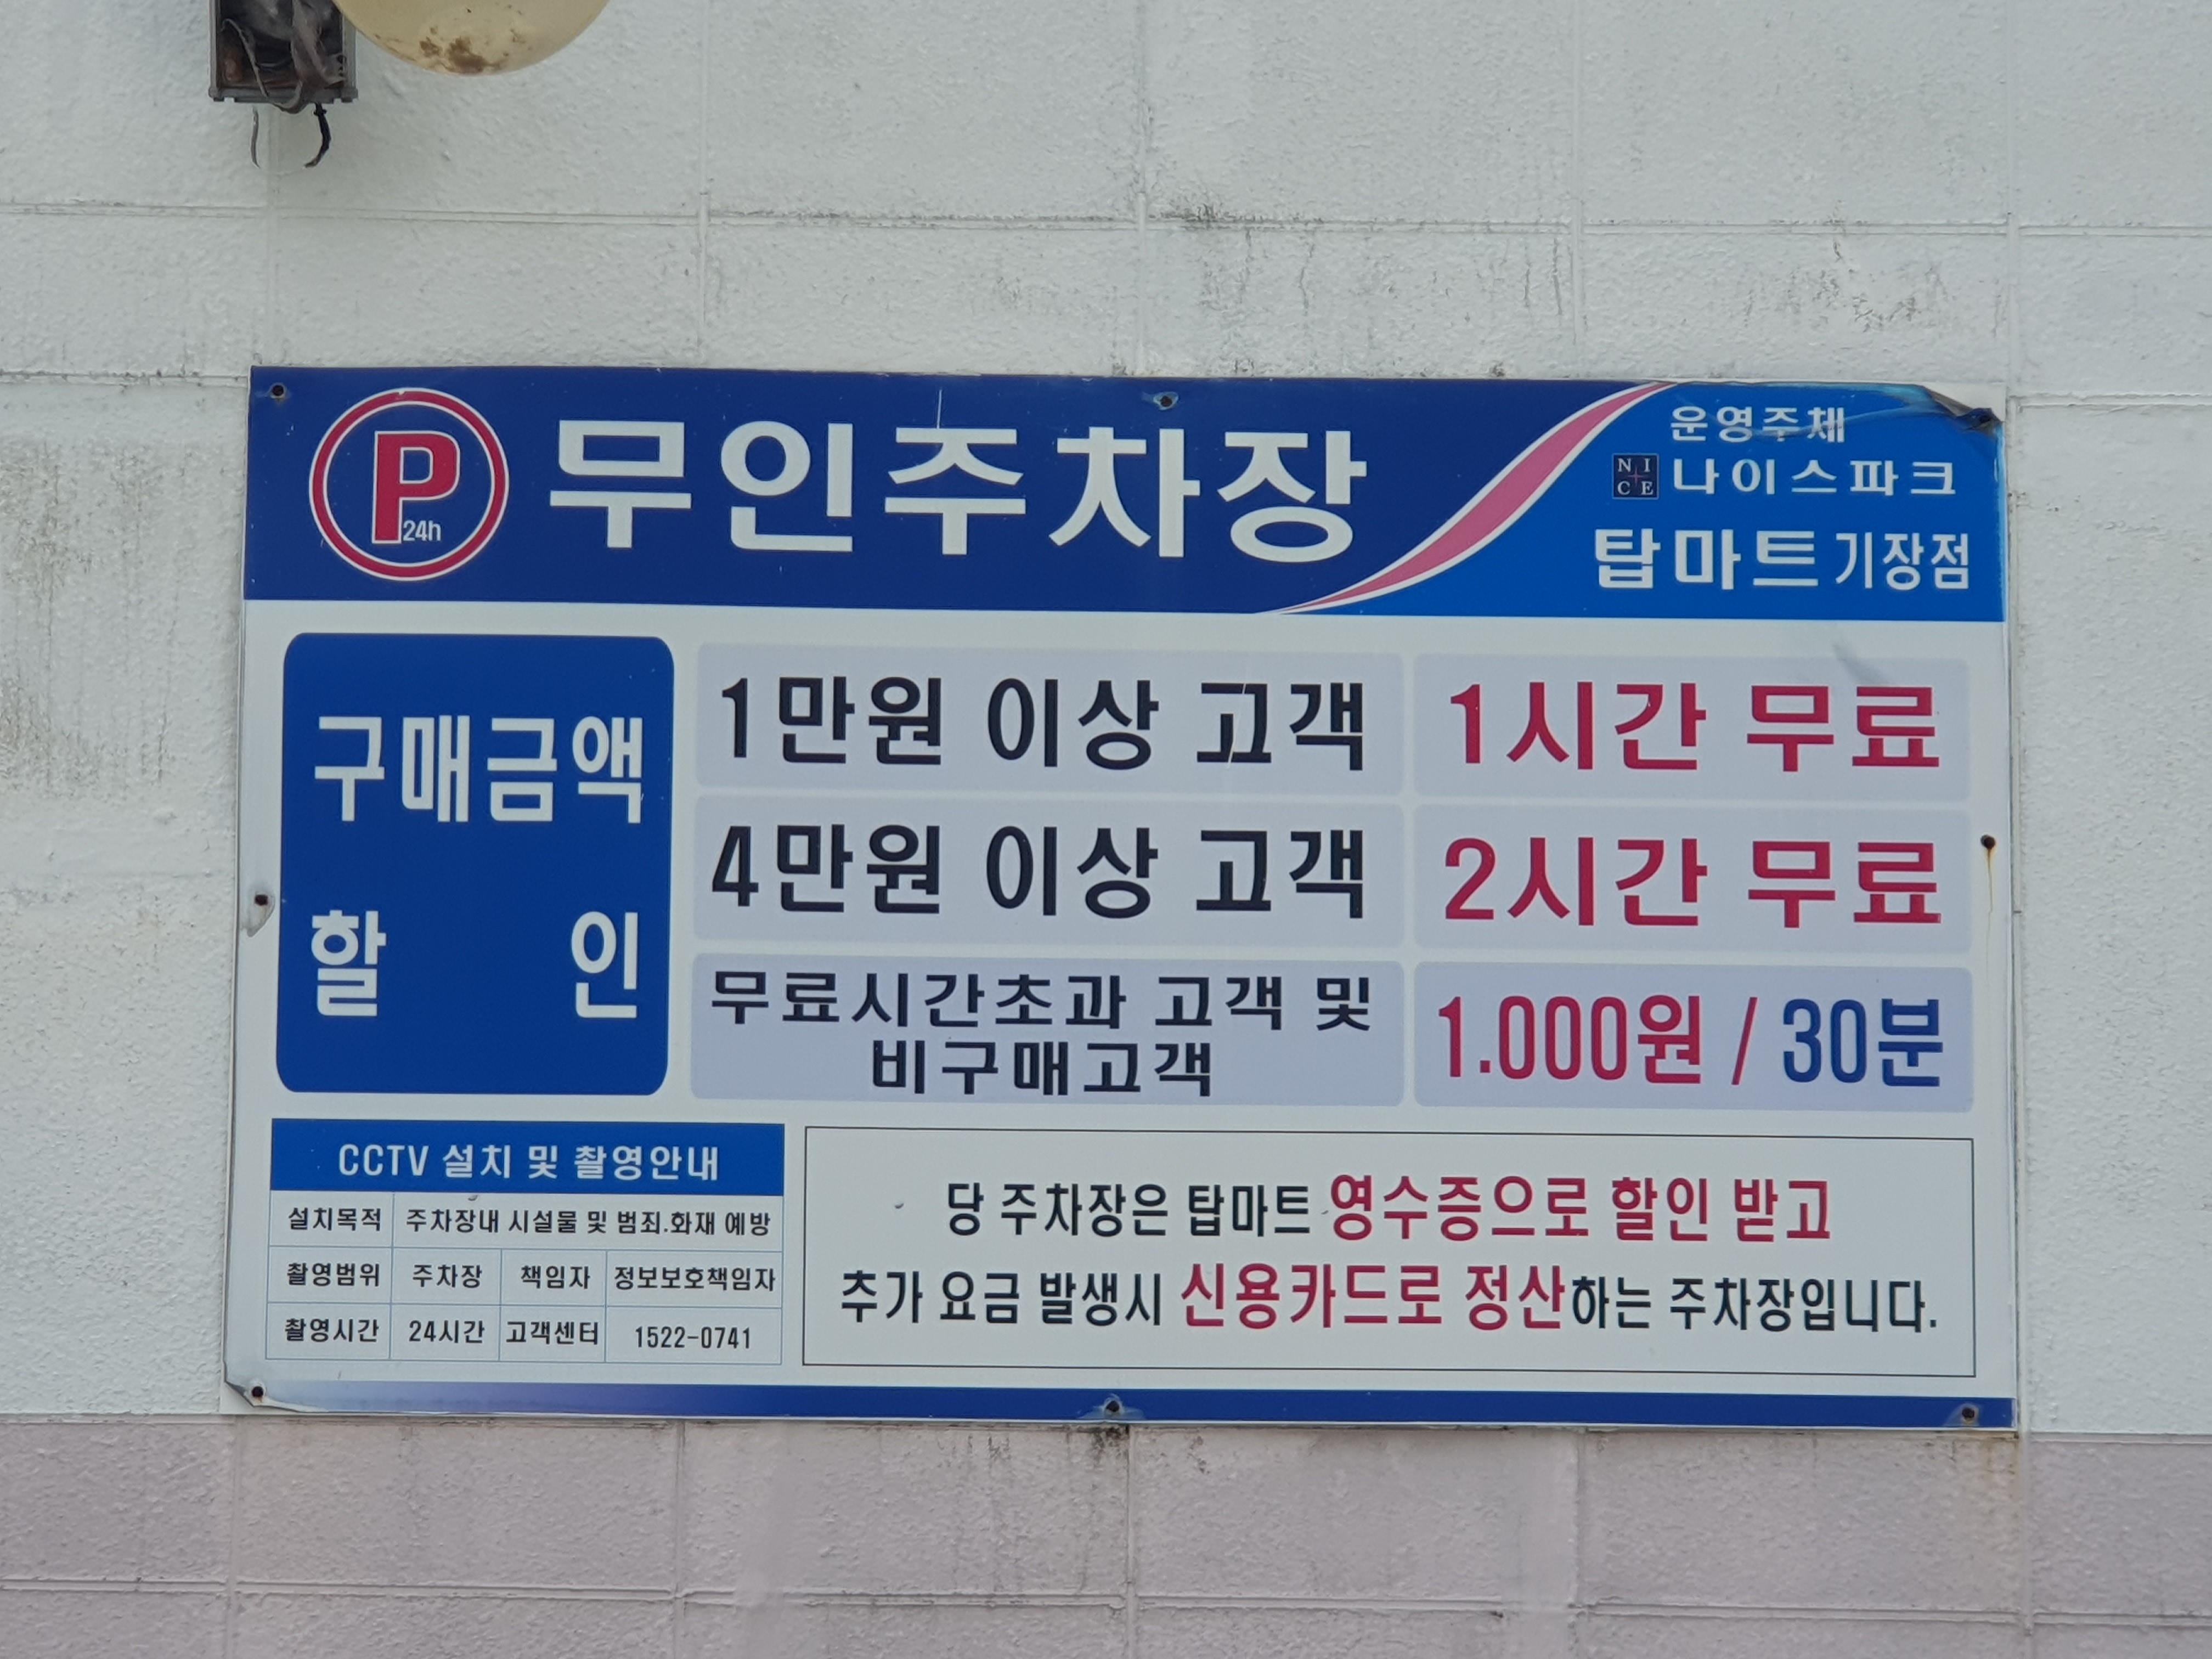 P 24h
무인주차장
운영주체
NICE 나이스파크
탑마트 기장점
구매금액
할 인
1만원 이상 고객 1시간 무료
4만원 이상 고객 2시간 무료
무료시간초과 고객 및
비구매고객
1.000원 / 30분
CCTV 설치 및 촬영안내
설치목적 주차장내 시설물 및 범죄.화재 예방
촬영범위 주차장 책임자 정보보호책임자
촬영시간 24시간 고객센터 1522-0741
당 주차장은 탑마트 영수증으로 할인 받고
추가 요금 발생시 신용카드로 정산하는 주차장입니다.